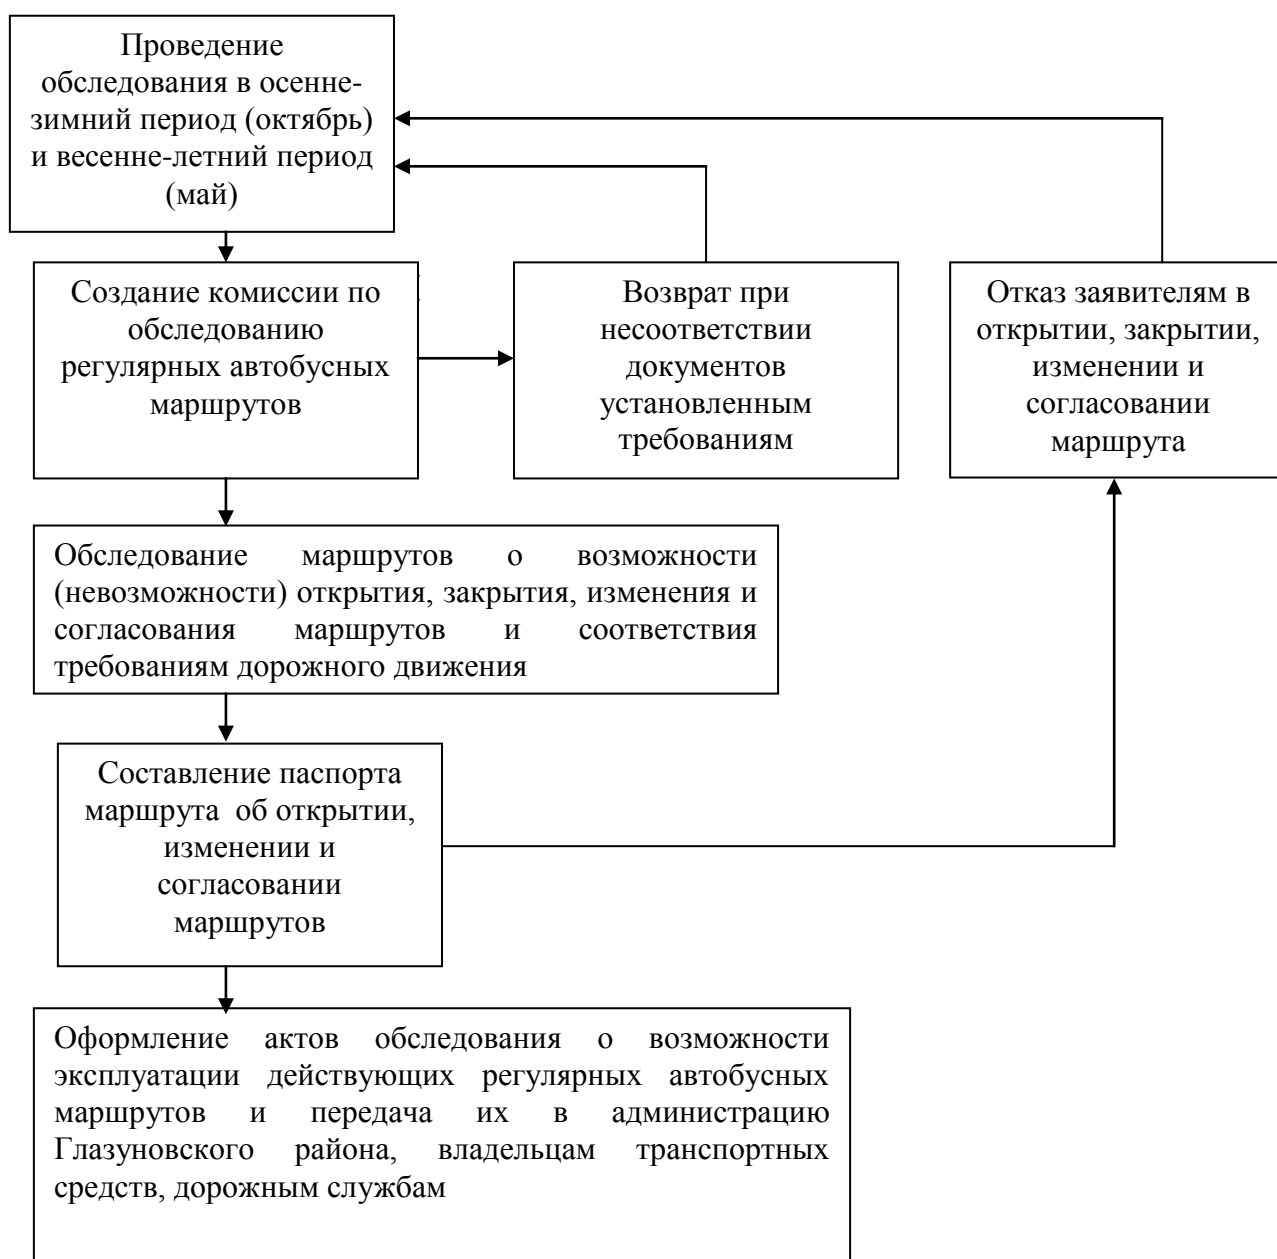 Проведение
обследования в осенне-
зимний период (октябрь)
и весенне-летний период
(май)
Создание комиссии по
обследованию
регулярных автобусных
маршрутов
Возврат при
несоответствии
документов
установленным
требованиям
Отказ заявителям в
открытии, закрытии,
изменении и
согласовании
маршрута
Обследование маршрутов о возможности
(невозможности) открытия, закрытия, изменения и
согласования маршрутов и соответствия
требованиям дорожного движения
Составление паспорта
маршрута об открытии,
изменении и
согласовании
маршрутов
Оформление актов обследования о возможности
эксплуатации действующих регулярных автобусных
маршрутов и передача их в администрацию
Глазуновского района, владельцам транспортных
средств, дорожным службам